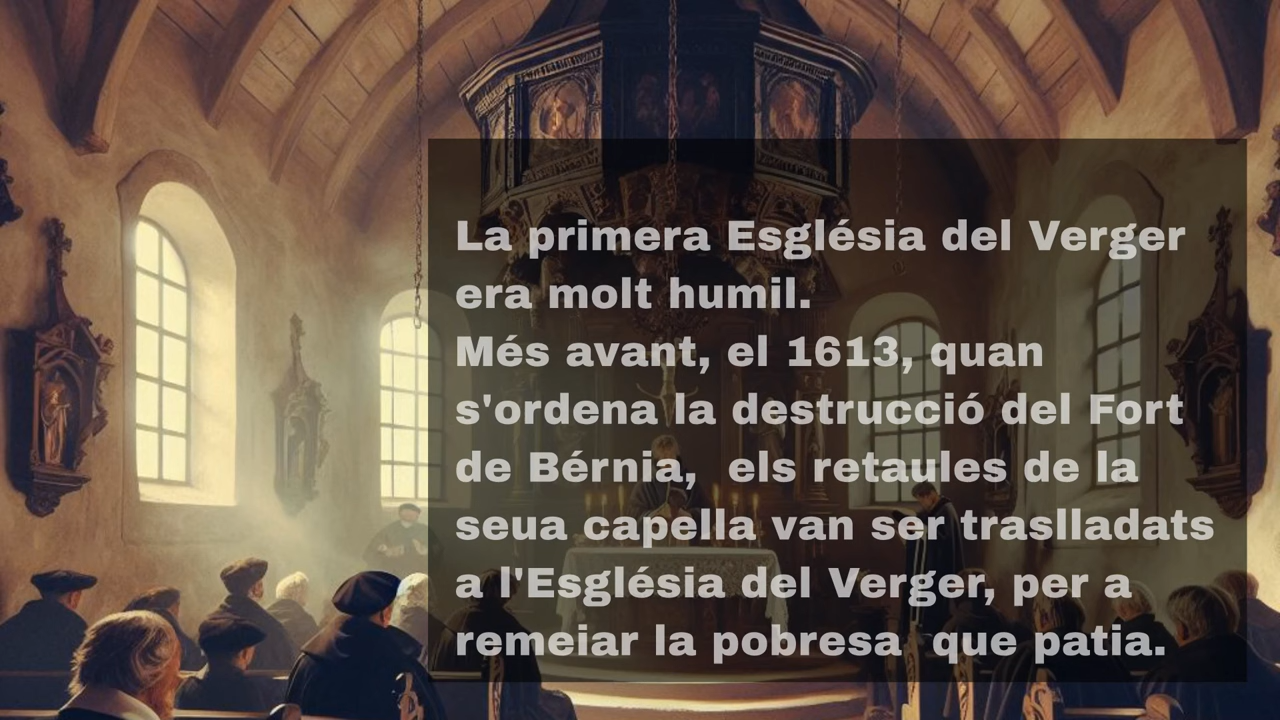 La primera Església del Verger
era molt humil.
Més avant, el 1613, quan
s'ordena la destrucció del Fort
de Bérnia,  els retaules de la
seua capella van ser traslladats
a l'Església del Verger, per a
remeiar la pobresa  que patia.